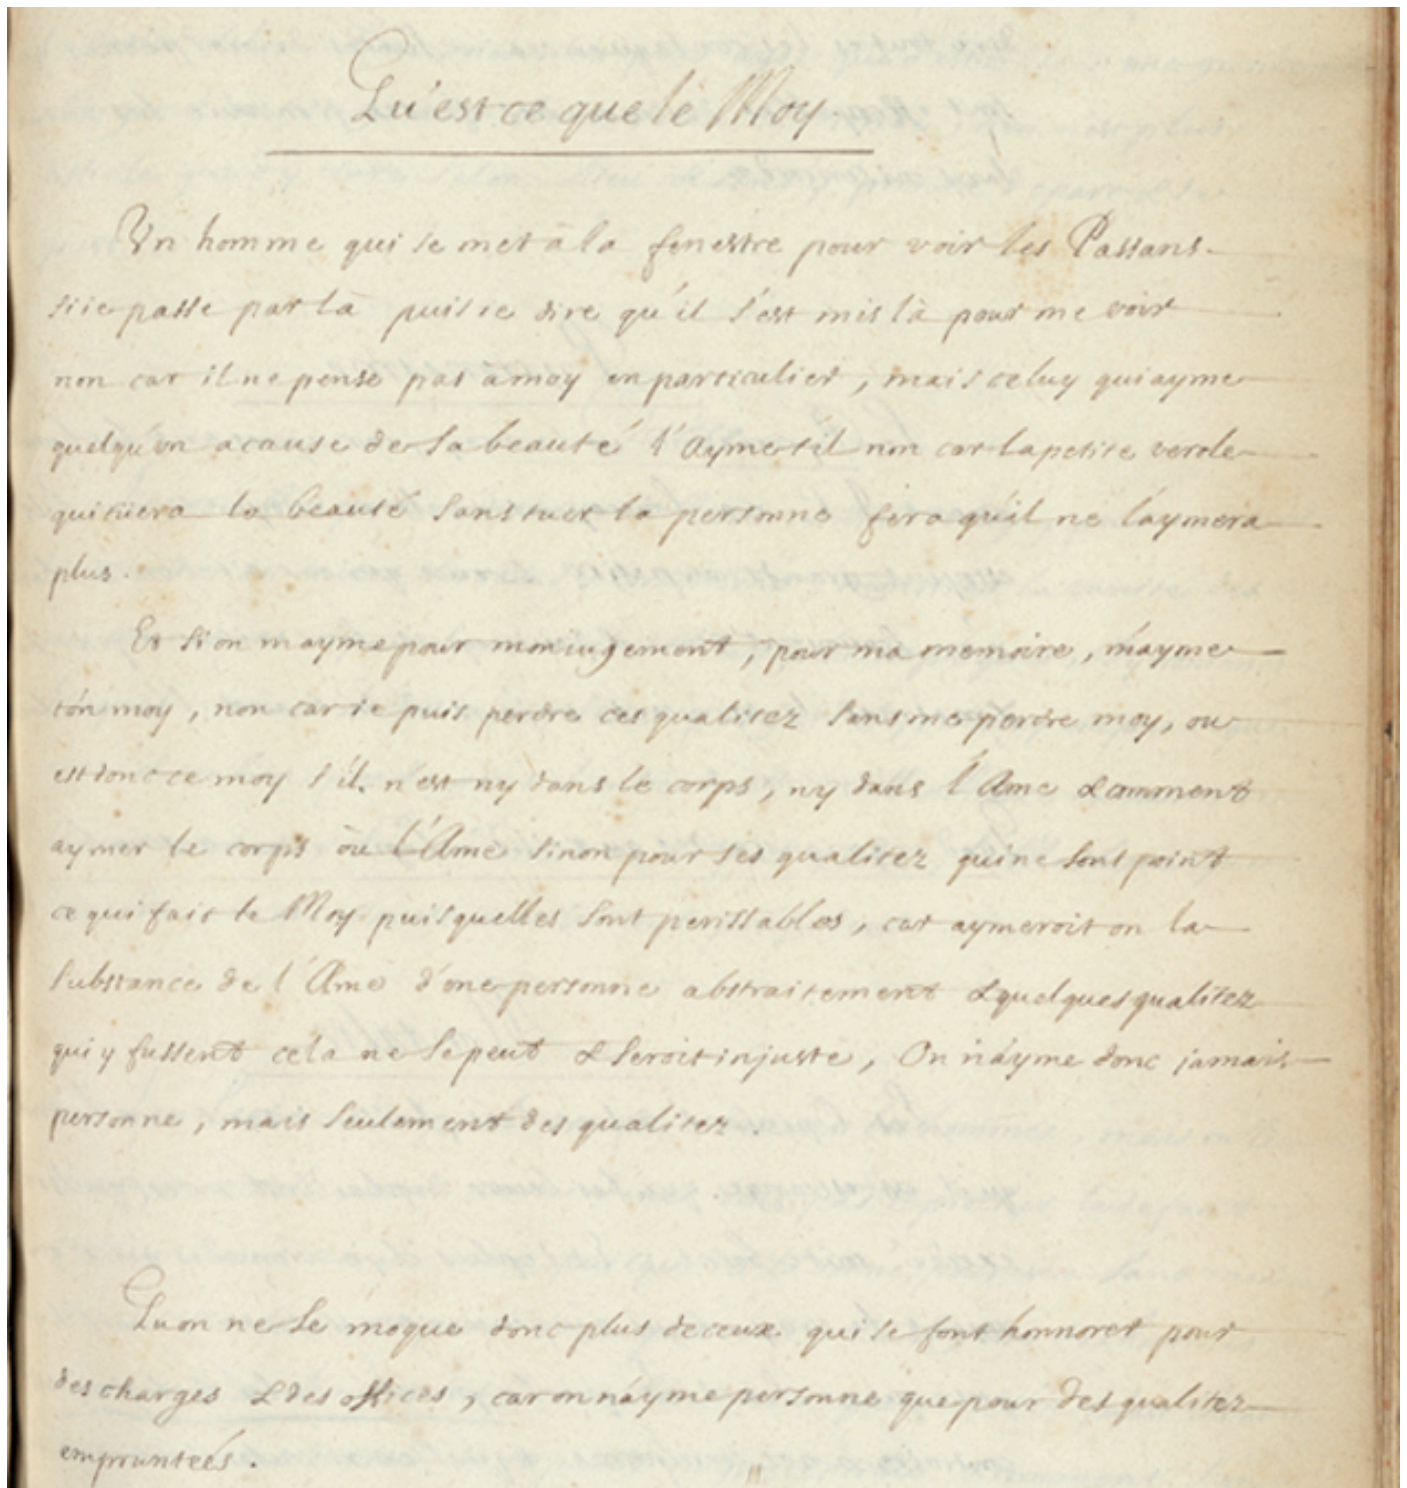 Qu'est ce que le Moy
Un homme qui se met à la fenestre pour voir les Passans
si ie passe par là puis ie dire qu'il s'est mis là pour me voir
non car il ne pense pas à moy en particulier, mais celuy qui ayme
quelqu'un a cause de sa beauté l'ayme t'il non car la petite verole
qui tüera la beauté sans tuer la personne fera qu'il ne l'aymera
plus.
Et si on mayme pour mon iugement, pour ma memoire, m'ayme
t'on moy, non car ie puis perdre ces qualitez sans me perdre moy, ou
est donc ce moy s'il n'est ny dans le corps, ny dans l'Ame & comment
aymer le corps où l'Ame sinon pour ses qualitez qui ne sont point
ce qui fait le Moy puisquelles sont perissables, car aymeroit on la
substance de l'Ame d'une personne abstraitement & quelques qualitez
qui y fussent cela ne se peut & seroit injuste, On n'ayme donc jamais
personne, mais seulement des qualitez.
Quon ne se moque donc plus de ceux qui se font honnorer pour
des charges & des offices, car on n'ayme personne que pour des qualitez
empruntées.